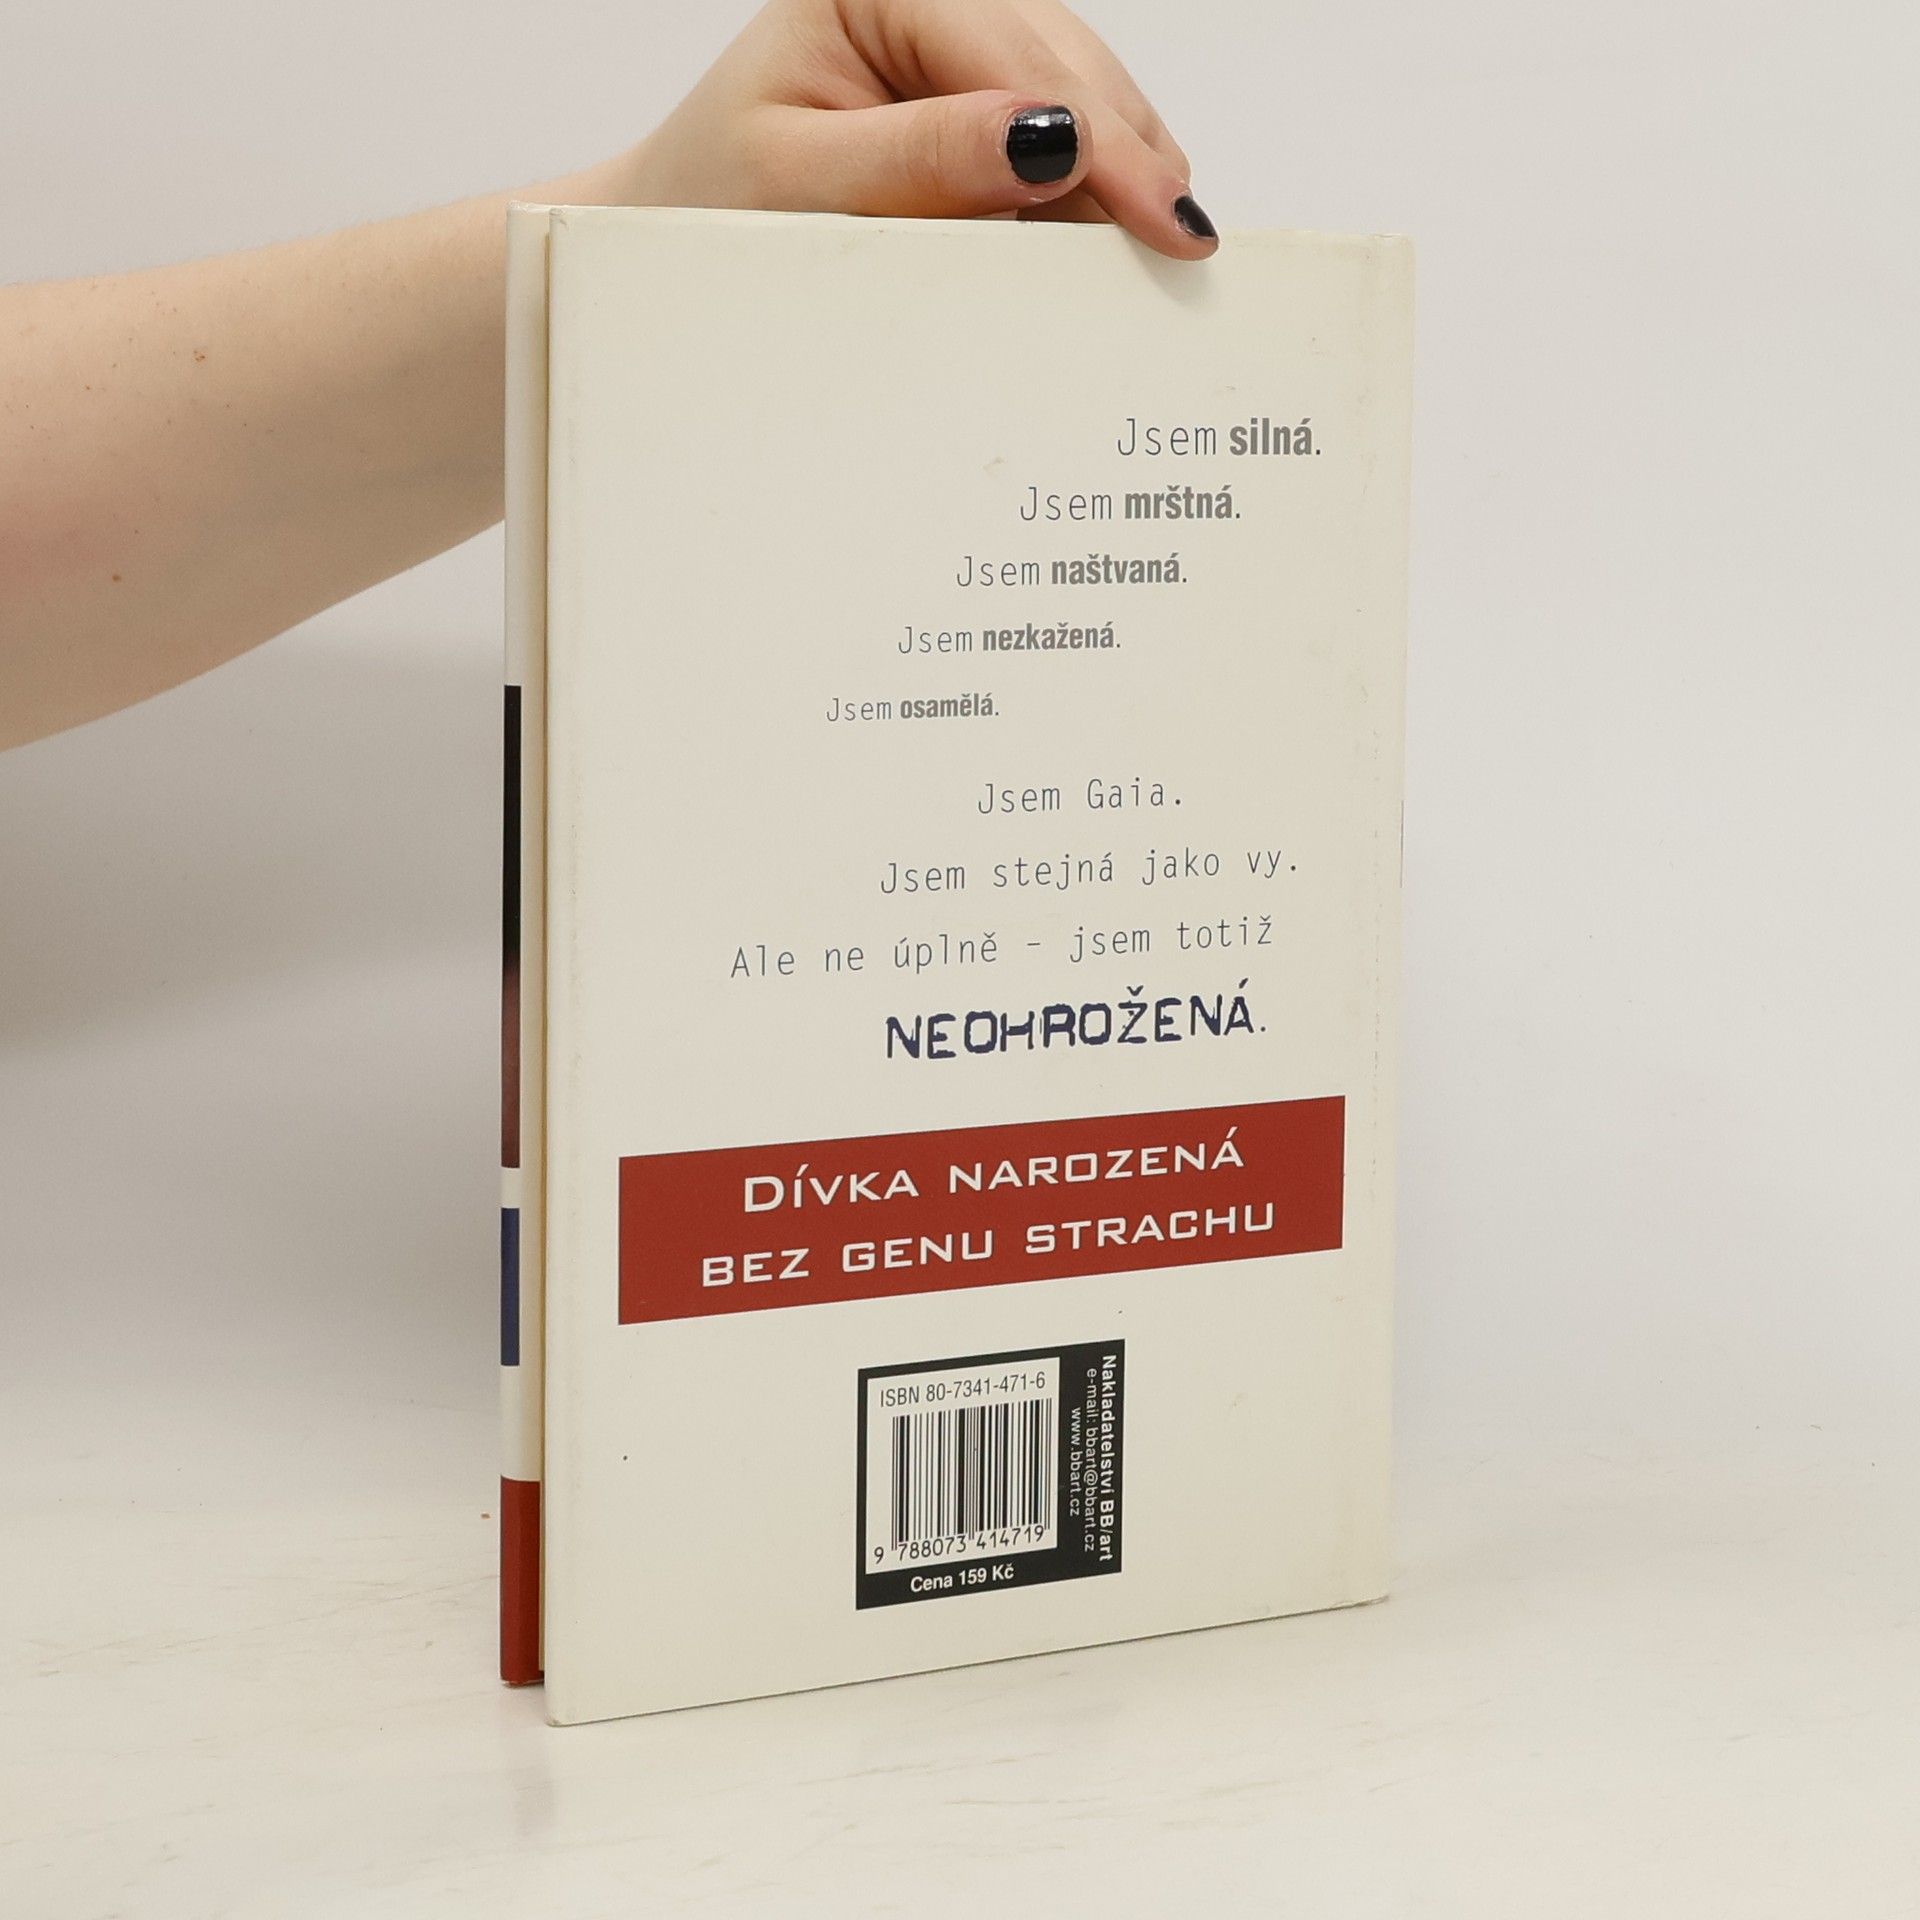 Jsem silná.
Jsem mrštná.
Jsem naštvaná.
Jsem nezkažená.
Jsem osamělá.
Jsem Gaia.
Jsem stejná jako vy.
Ale ne úplně – jsem totiž
NEOHROŽENÁ.
DÍVKA NAROZENÁ
BEZ GENU STRACHU
ISBN 80-7341-471-6
9 788073 414719
Cena 159 Kč
Nakladatelství BB/art
e-mail: bbart@bbart.cz
www.bbart.cz